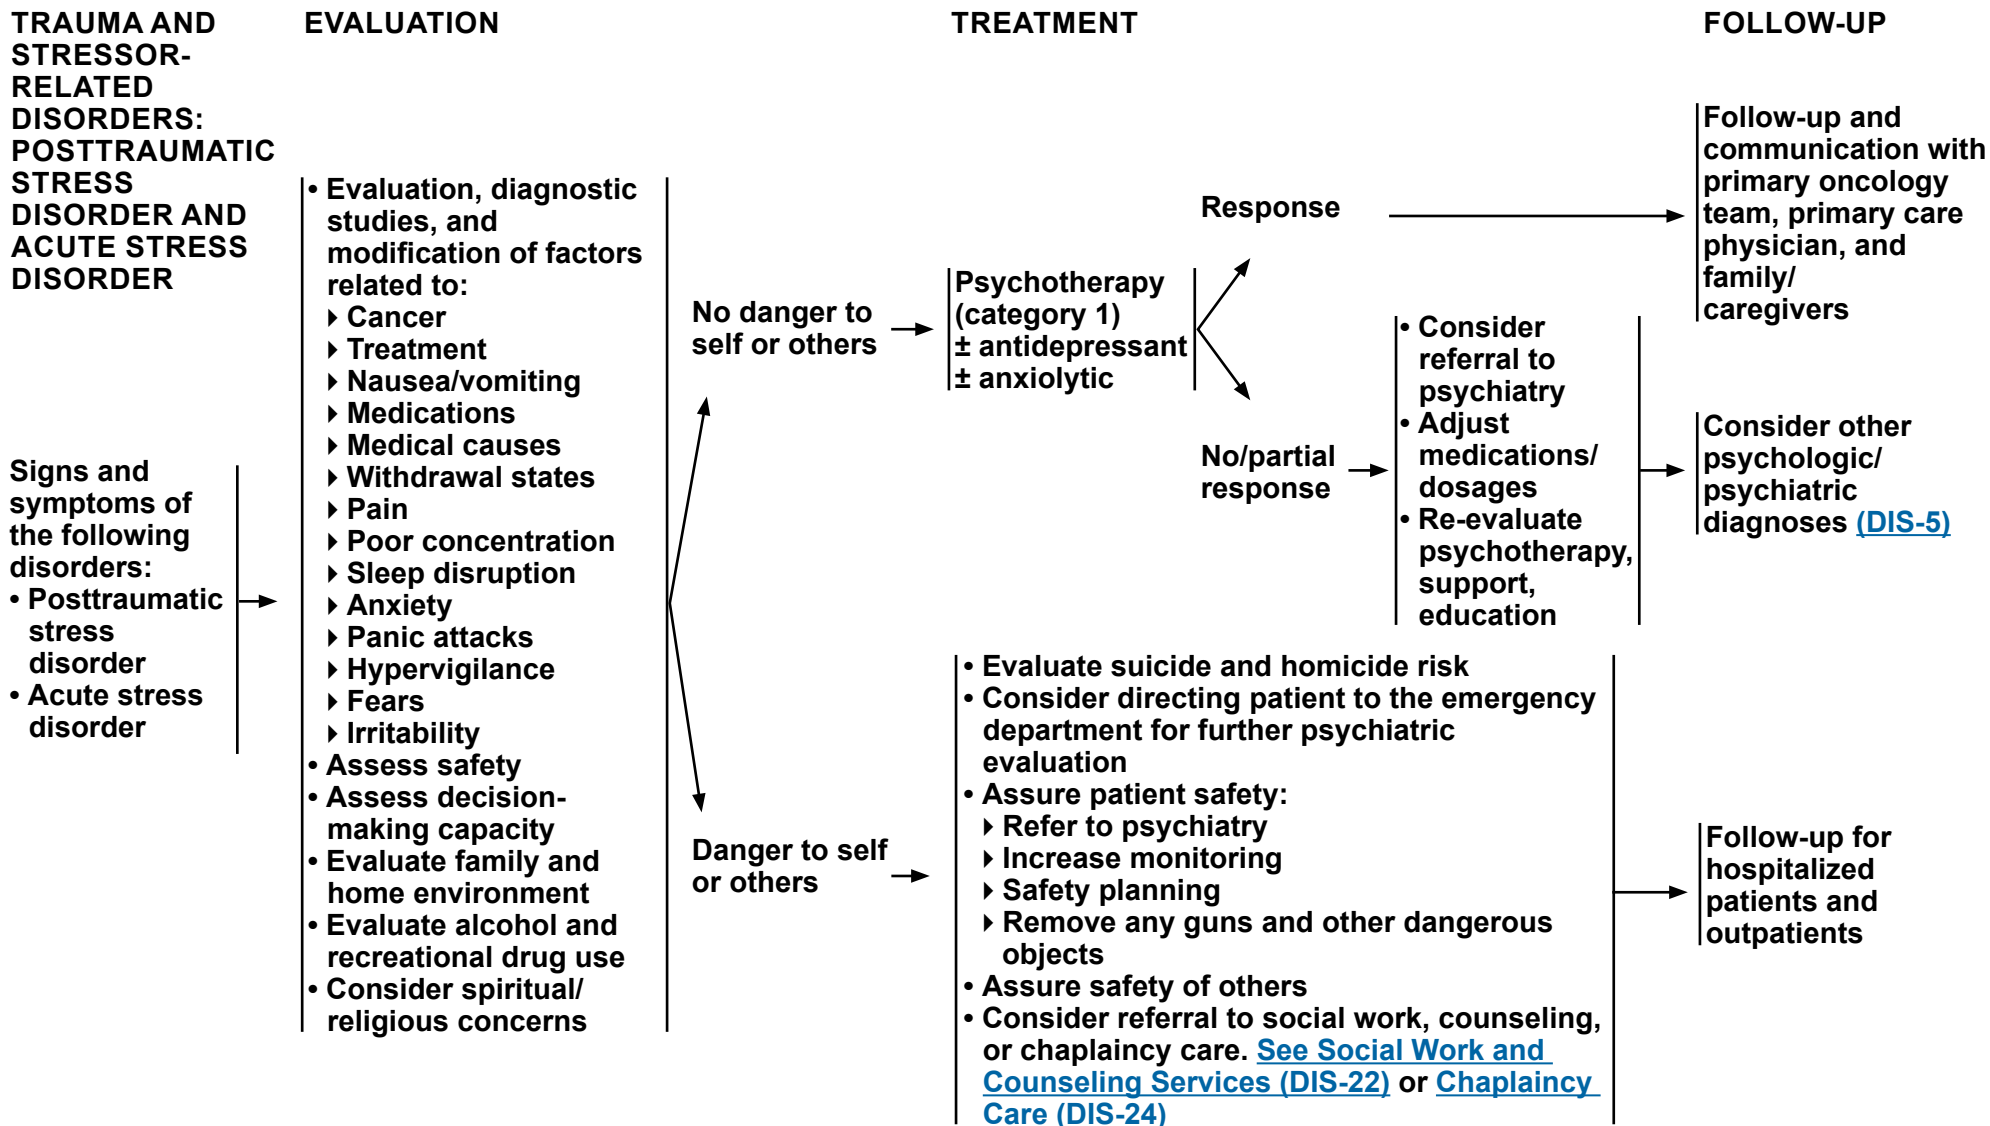 TRAUMA AND
STRESSOR-
RELATED
DISORDERS:
POSTTRAUMATIC
STRESS
DISORDER AND
ACUTE STRESS
DISORDER
Signs and
symptoms of
the following
disorders:
• Posttraumatic
stress
disorder
• Acute stress
disorder
EVALUATION
• Evaluation, diagnostic
studies, and
modification of factors
related to:
▸ Cancer
▸ Treatment
▸ Nausea/vomiting
▸ Medications
▸ Medical causes
▸ Withdrawal states
▸ Pain
▸ Poor concentration
▸ Sleep disruption
▸ Anxiety
▸ Panic attacks
▸ Hypervigilance
▸ Fears
▸ Irritability
• Assess safety
• Assess decision-
making capacity
• Evaluate family and
home environment
• Evaluate alcohol and
recreational drug use
• Consider spiritual/
religious concerns
No danger to
self or others
Danger to self
or others
TREATMENT
Psychotherapy
(category 1)
± antidepressant
± anxiolytic
Response
No/partial
response
• Consider
referral to
psychiatry
• Adjust
medications/
dosages
• Re-evaluate
psychotherapy,
support,
education
• Evaluate suicide and homicide risk
• Consider directing patient to the emergency
department for further psychiatric
evaluation
• Assure patient safety:
▸ Refer to psychiatry
▸ Increase monitoring
▸ Safety planning
▸ Remove any guns and other dangerous
objects
• Assure safety of others
• Consider referral to social work, counseling,
or chaplaincy care. See Social Work and
Counseling Services (DIS-22) or Chaplaincy
Care (DIS-24)
FOLLOW-UP
Follow-up and
communication with
primary oncology
team, primary care
physician, and
family/
caregivers
Consider other
psychologic/
psychiatric
diagnoses (DIS-5)
Follow-up for
hospitalized
patients and
outpatients